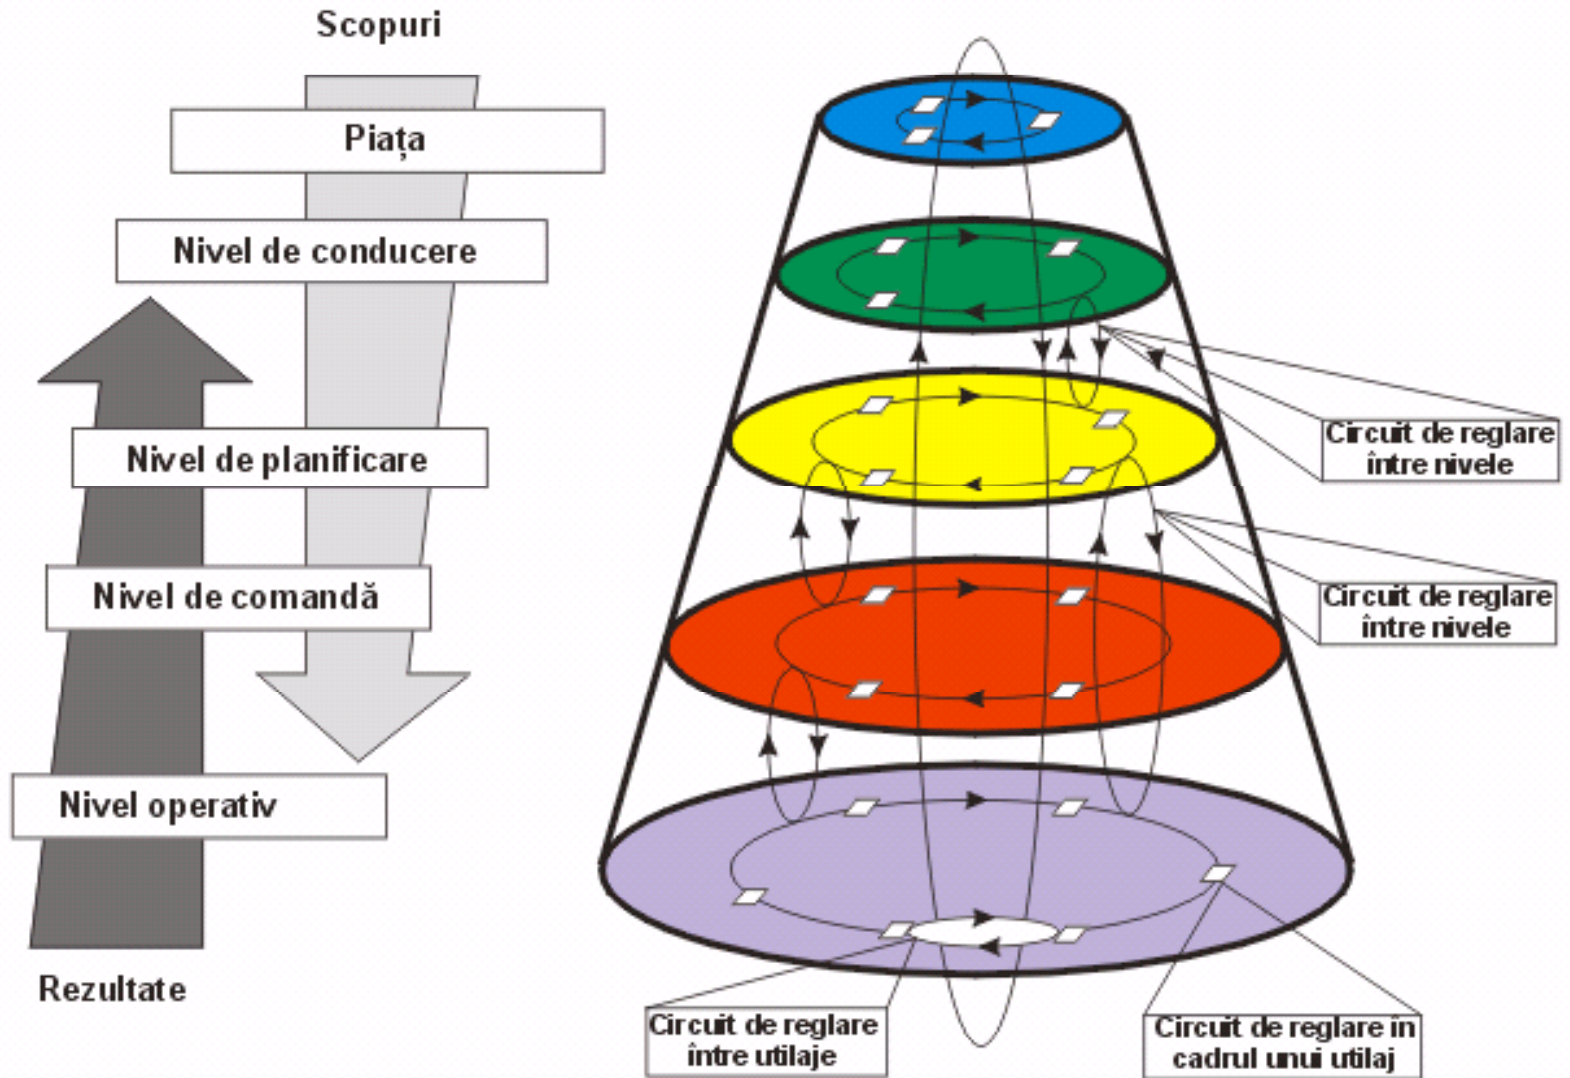 Scopuri
Piața
Nivel de conducere
Nivel de planificare
Nivel de comandă
Nivel operativ
Rezultate
Circuit de reglare
între nivele
Circuit de reglare
între nivele
Circuit de reglare
între utilaje
Circuit de reglare în
cadrul unui utilaj